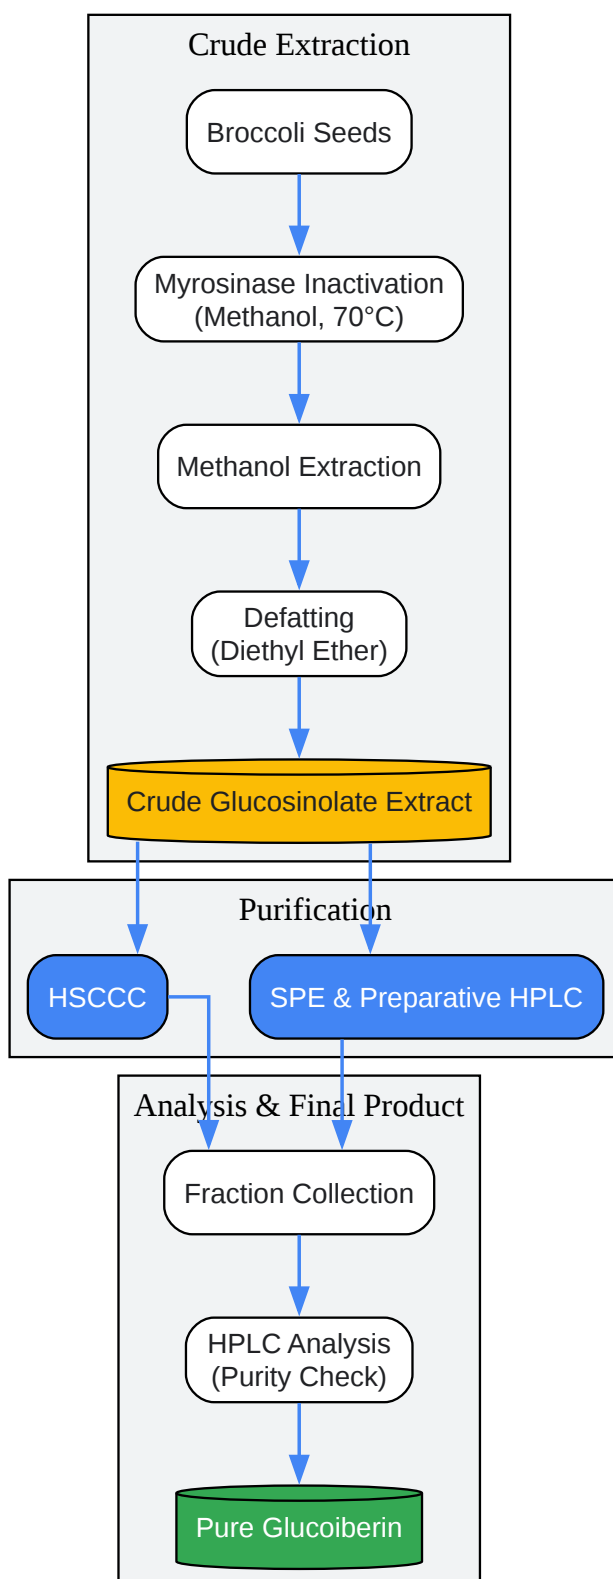 Crude Extraction
Broccoli Seeds
Myrosinase Inactivation
(Methanol, 70°C)
Methanol Extraction
Defatting
(Diethyl Ether)
Crude Glucosinolate Extract
Purification
HSCCC
SPE & Preparative HPLC
Analysis & Final Product
Fraction Collection
HPLC Analysis
(Purity Check)
Pure Glucoiberin